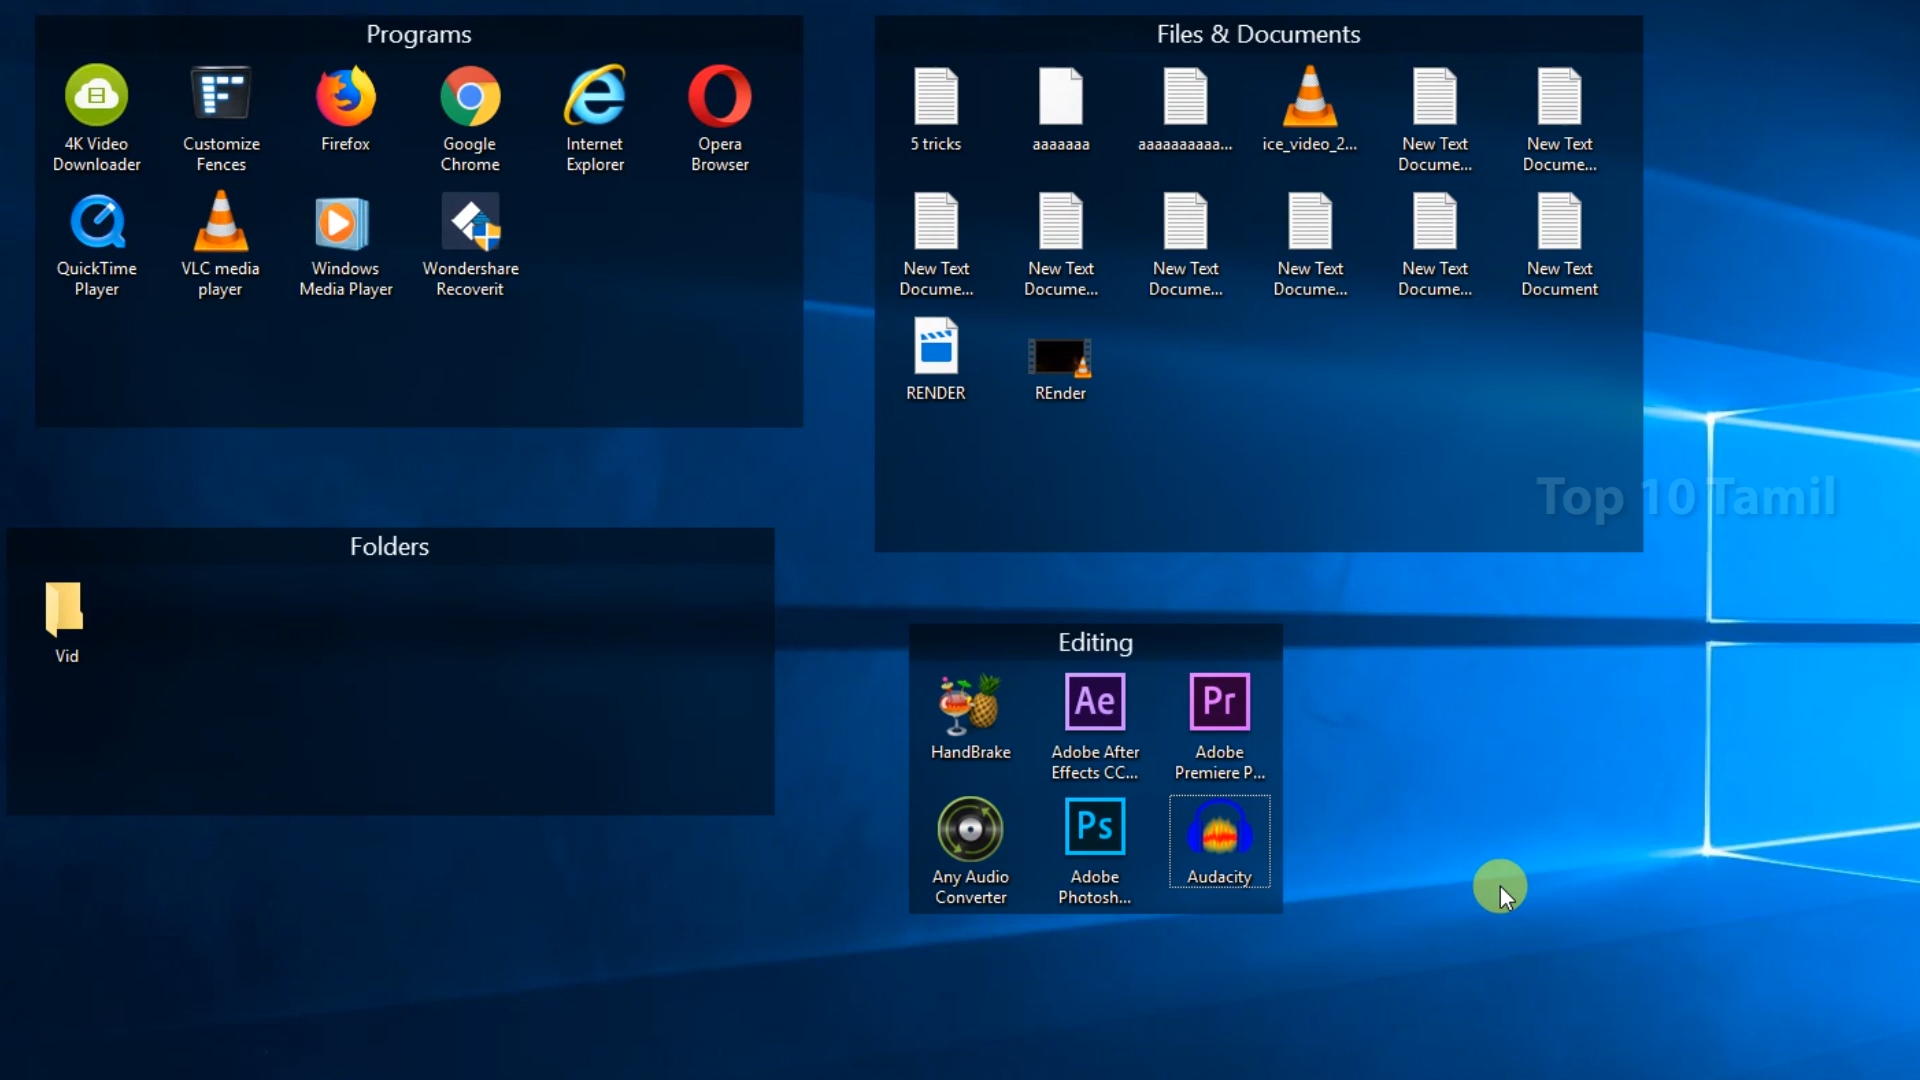 Programs
4K Video Downloader
Customize Fences
Firefox
Google Chrome
Internet Explorer
Opera Browser
QuickTime Player
VLC media player
Windows Media Player
Wondershare Recoverit
Files & Documents
5 tricks
aaaaaaa
aaaaaaaaaa...
ice_video_2...
New Text Docume...
New Text Docume...
New Text Docume...
New Text Docume...
New Text Docume...
New Text Docume...
New Text Docume...
New Text Document
RENDER
REnder
Top 10 Tamil
Folders
Vid
Editing
HandBrake
Ae
Adobe After Effects CC...
Pr
Adobe Premiere P...
Any Audio Converter
Ps
Adobe Photosh...
Audacity